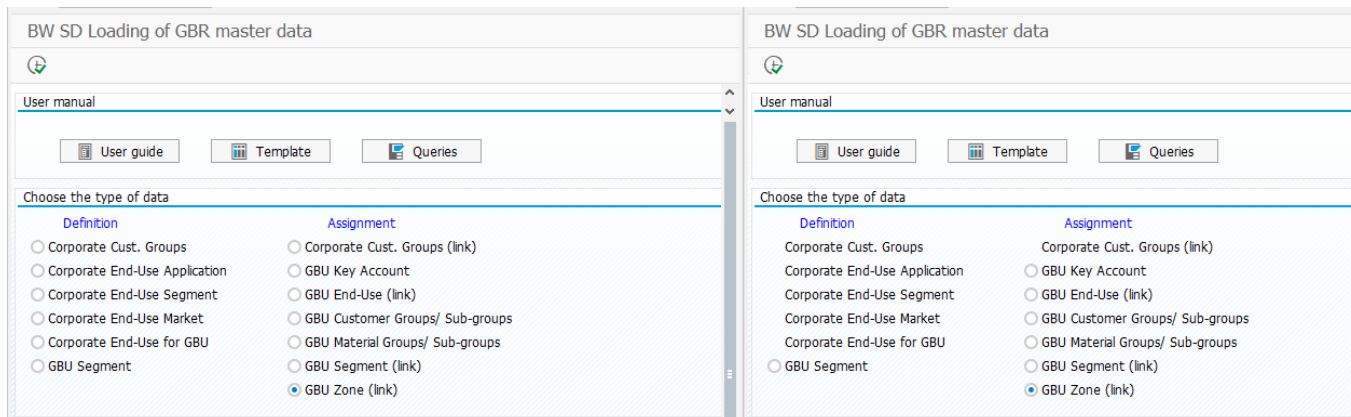 BW SD Loading of GBR master data
User manual
User guide Template Queries
Choose the type of data
Definition Assignment
Corporate Cust. Groups Corporate Cust. Groups (link)
Corporate End-Use Application GBU Key Account
Corporate End-Use Segment GBU End-Use (link)
Corporate End-Use Market GBU Customer Groups/ Sub-groups
Corporate End-Use for GBU GBU Material Groups/ Sub-groups
GBU Segment GBU Segment (link)
GBU Zone (link)
BW SD Loading of GBR master data
User manual
User guide Template Queries
Choose the type of data
Definition Assignment
Corporate Cust. Groups Corporate Cust. Groups (link)
Corporate End-Use Application GBU Key Account
Corporate End-Use Segment GBU End-Use (link)
Corporate End-Use Market GBU Customer Groups/ Sub-groups
Corporate End-Use for GBU GBU Material Groups/ Sub-groups
GBU Segment GBU Segment (link)
GBU Zone (link)